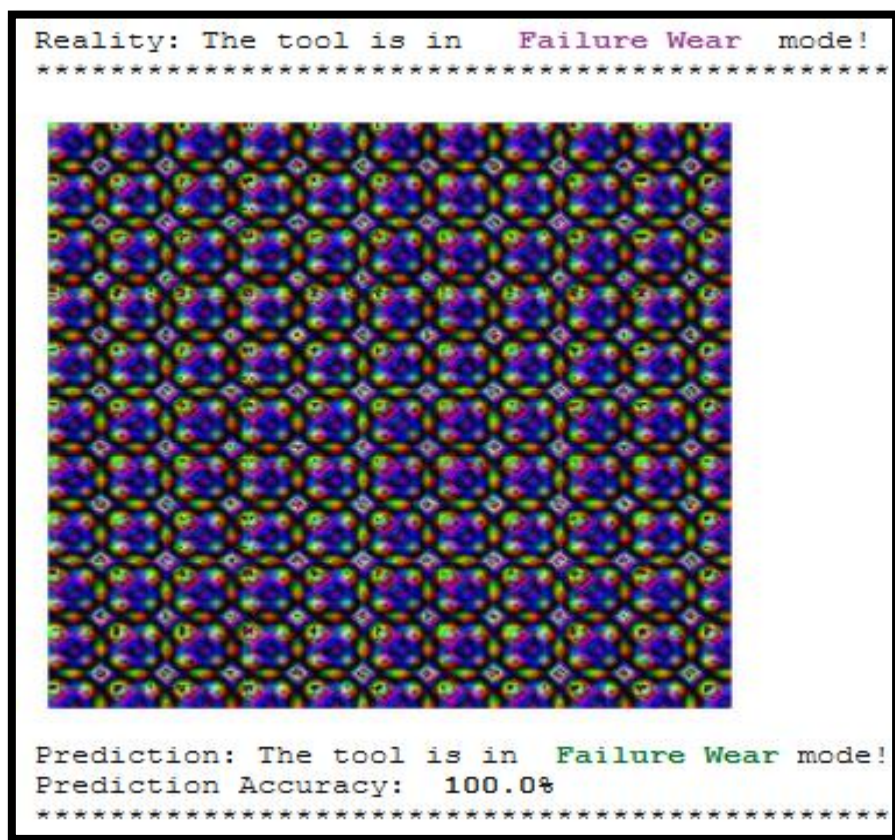 Reality: The tool is in Failure Wear mode!
**********************************************
Prediction: The tool is in Failure Wear mode!
Prediction Accuracy: 100.0%
**********************************************